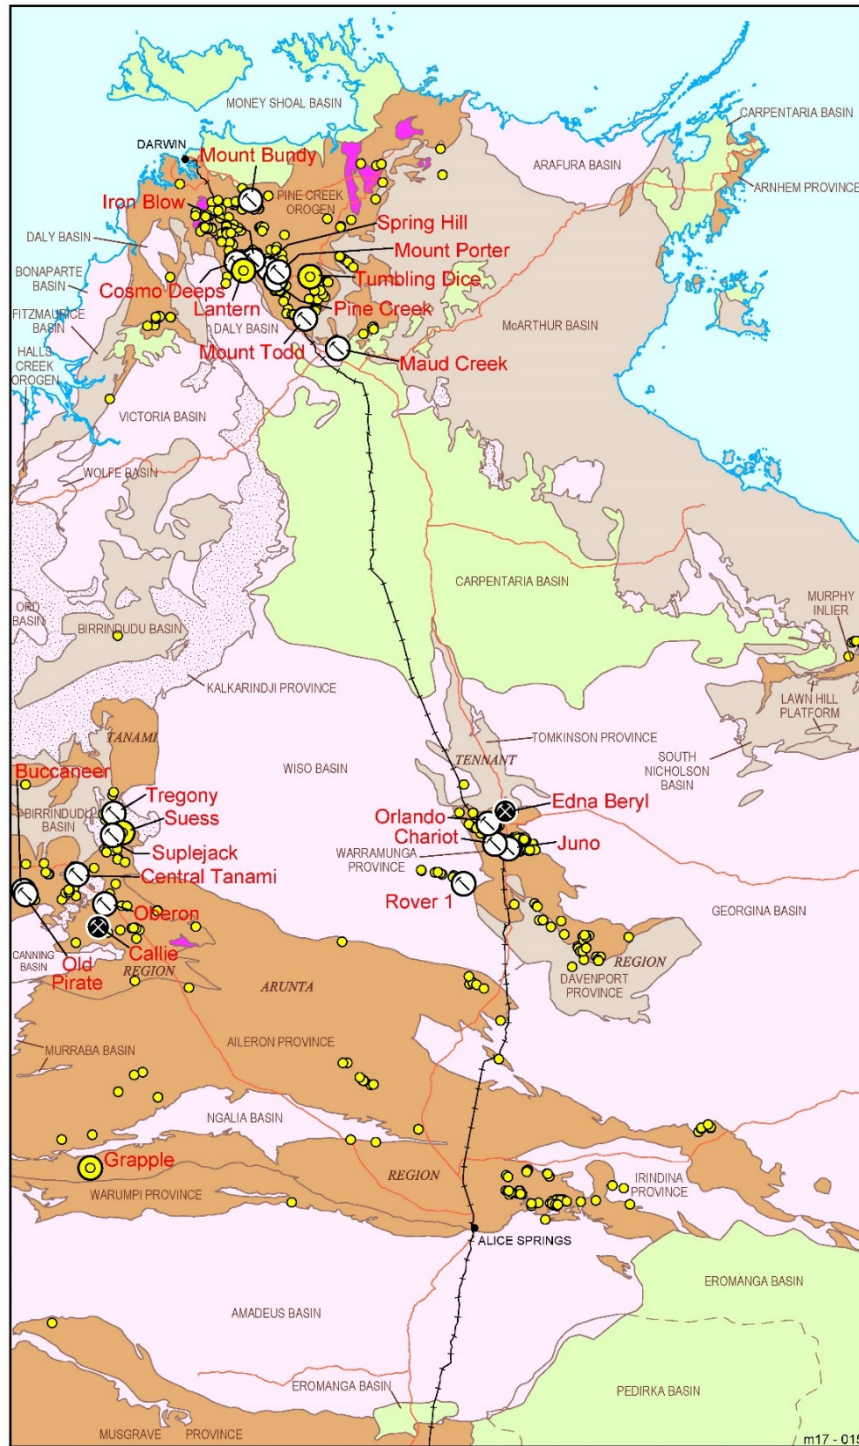 MONEY SHOAL BASIN
CARPENTARIA BASIN
DARWIN
Mount Bundy
ARAFURA BASIN
PINE CREEK
OROGEN
ARNHEM PROVINCE
Iron Blow
Spring Hill
DALY BASIN
Mount Porter
BONAPARTE
BASIN
Tumbling Dice
Cosmo Deeps
FITZMAURICE
BASIN
Lantern
Pine Creek
DALY BASIN
McARTHUR BASIN
HALLS
CREEK
OROGEN
Mount Todd
Maud Creek
VICTORIA BASIN
WOLFE BASIN
CARPENTARIA BASIN
MURPHY
INLIER
ORD
BASIN
BIRRINDUDU BASIN
KALKARINDJI PROVINCE
LAWN HILL
PLATFORM
TANAMI
TOMKINSON PROVINCE
SOUTH
NICHOLSON
BASIN
WISO BASIN
TENNANT
Buccaneer
Tregony
Edna Beryl
BIRRINDUDU
BASIN
Suess
Orlando
Chariot
Juno
Suplejack
WARRAMUNGA
PROVINCE
Central Tanami
Rover 1
Oberon
GEORGINA BASIN
Callie
CANNING
BASIN
Old
Pirate
REGION
REGION
DAVENPORT
PROVINCE
ARUNTA
AILERON PROVINCE
MURRABA BASIN
NGALIA BASIN
Grapple
REGION
IRINDINA
PROVINCE
WARUMPI PROVINCE
ALICE SPRINGS
EROMANGA BASIN
AMADEUS BASIN
EROMANGA BASIN
PEDIRKA BASIN
MUSGRAVE PROVINCE
m17 - 015